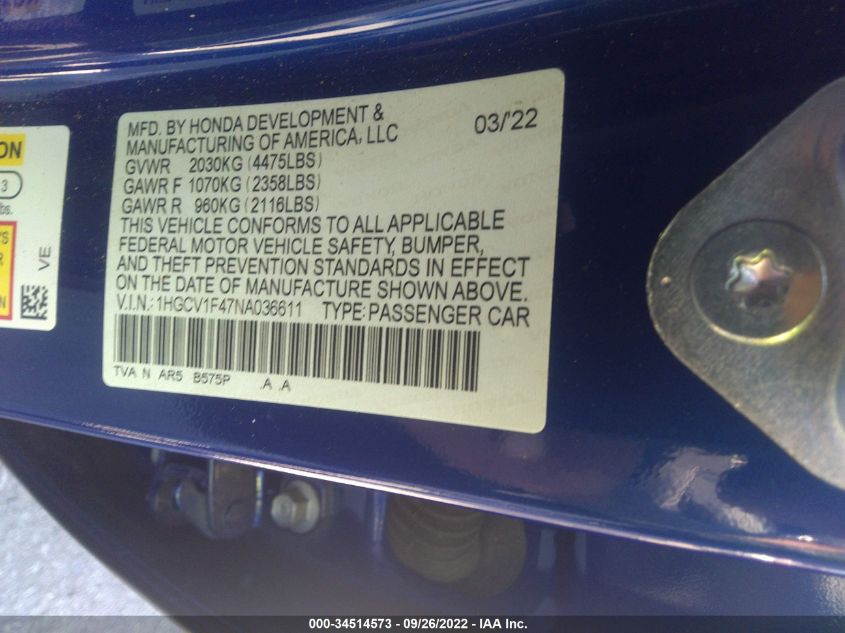 MFD. BY HONDA DEVELOPMENT &
MANUFACTURING OF AMERICA, LLC
03/'22
GVWR 2030KG (4475LBS)
GAWR F 1070KG (2358LBS)
GAWR R 960KG (2116LBS)
THIS VEHICLE CONFORMS TO ALL APPLICABLE
FEDERAL MOTOR VEHICLE SAFETY, BUMPER,
AND THEFT PREVENTION STANDARDS IN EFFECT
ON THE DATE OF MANUFACTURE SHOWN ABOVE.
V.I.N.: 1HGCV1F47NA036611 TYPE: PASSENGER CAR
TVA N AR5 B575P .A .A
ON
3
lbs.
'S
R
N
VE
000-34514573 - 09/26/2022 - IAA Inc.